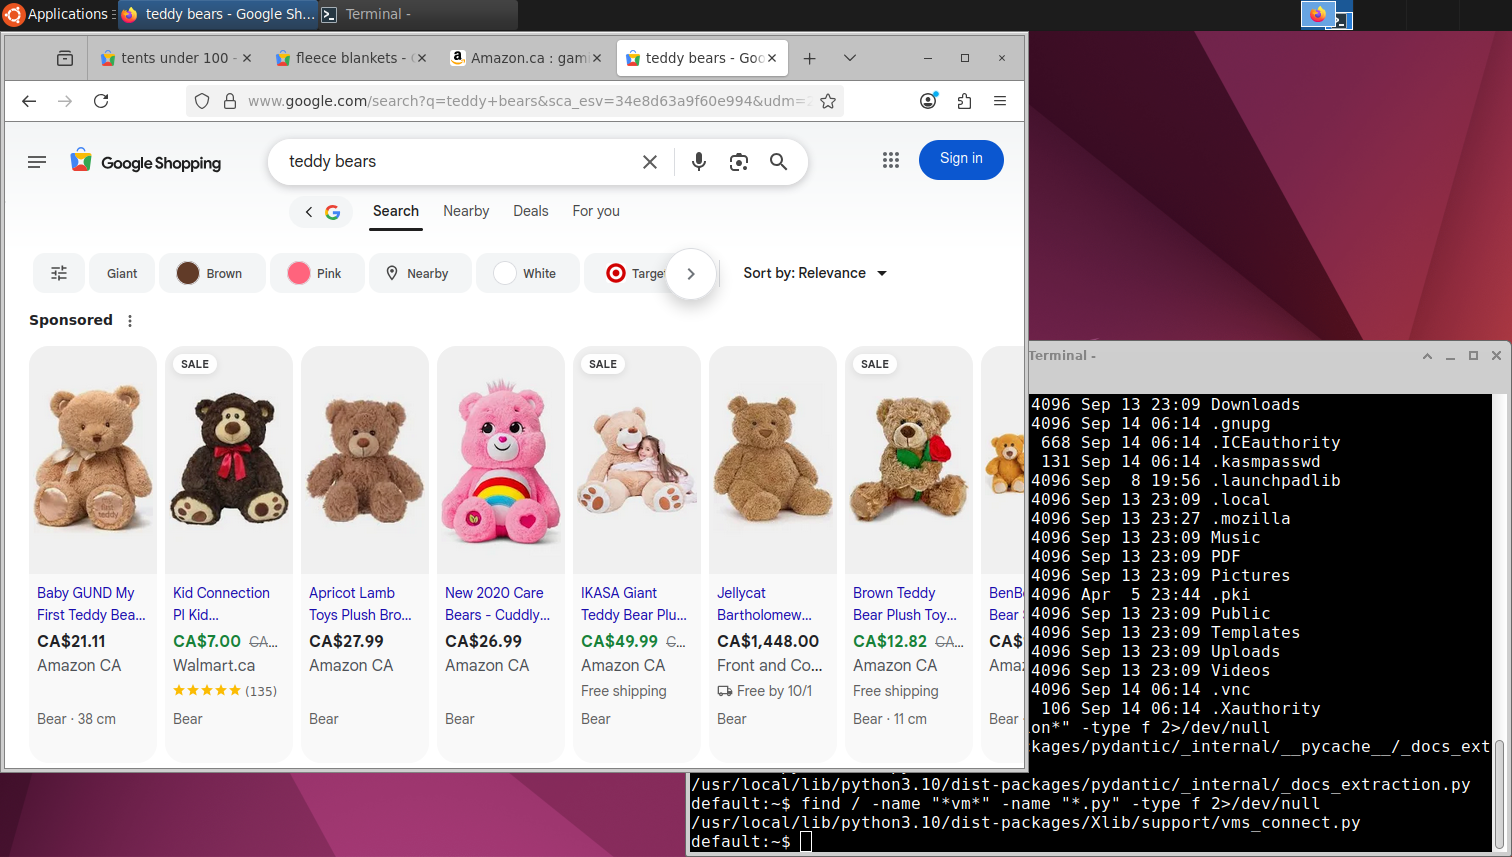 Applications
teddy bears - Google Sh...
Terminal -
tents under 100 -
fleece blankets -
Amazon.ca : gam
teddy bears - Goo
www.google.com/search?q=teddy+bears&sca_esv=34e8d63a9f60e994&udm=2
Google Shopping
teddy bears
Sign in
Search
Nearby
Deals
For you
Giant
Brown
Pink
Nearby
White
Targe
Sort by: Relevance
Sponsored
SALE
SALE
SALE
Baby GUND My
First Teddy Bea...
CA$21.11
Amazon CA
Bear · 38 cm
Kid Connection
Pl Kid...
CA$7.00 CA...
Walmart.ca
(135)
Bear
Apricot Lamb
Toys Plush Bro...
CA$27.99
Amazon CA
Bear
New 2020 Care
Bears - Cuddly...
CA$26.99
Amazon CA
Bear
IKASA Giant
Teddy Bear Plu...
CA$49.99 C...
Amazon CA
Free shipping
Bear
Jellycat
Bartholomew...
CA$1,448.00
Front and Co...
Free by 10/1
Bear
Brown Teddy
Bear Plush Toy...
CA$12.82 CA...
Amazon CA
Free shipping
Bear · 11 cm
BenB
Bear
CA$
Ama
Bear
Terminal -
4096 Sep 13 23:09 Downloads
4096 Sep 13 23:09 .gnupg
668 Sep 14 06:14 .ICEauthority
131 Sep 14 06:14 .kasmpasswd
4096 Sep  8 19:56 .launchpadlib
4096 Sep 13 23:09 .local
4096 Sep 13 23:27 .mozilla
4096 Sep 13 23:09 Music
4096 Sep 13 23:09 PDF
4096 Sep 13 23:09 Pictures
4096 Apr  5 23:44 .pki
4096 Sep 13 23:09 Public
4096 Sep 13 23:09 Templates
4096 Sep 13 23:09 Uploads
4096 Sep 13 23:09 Videos
4096 Sep 14 06:14 .vnc
106 Sep 14 06:14 .Xauthority
ion*" -type f 2>/dev/null
ckages/pydantic/_internal/__pycache__/_docs_ext
/usr/local/lib/python3.10/dist-packages/pydantic/_internal/_docs_extraction.py
default:~$ find / -name "*vm*" -name "*.py" -type f 2>/dev/null
/usr/local/lib/python3.10/dist-packages/Xlib/support/vms_connect.py
default:~$